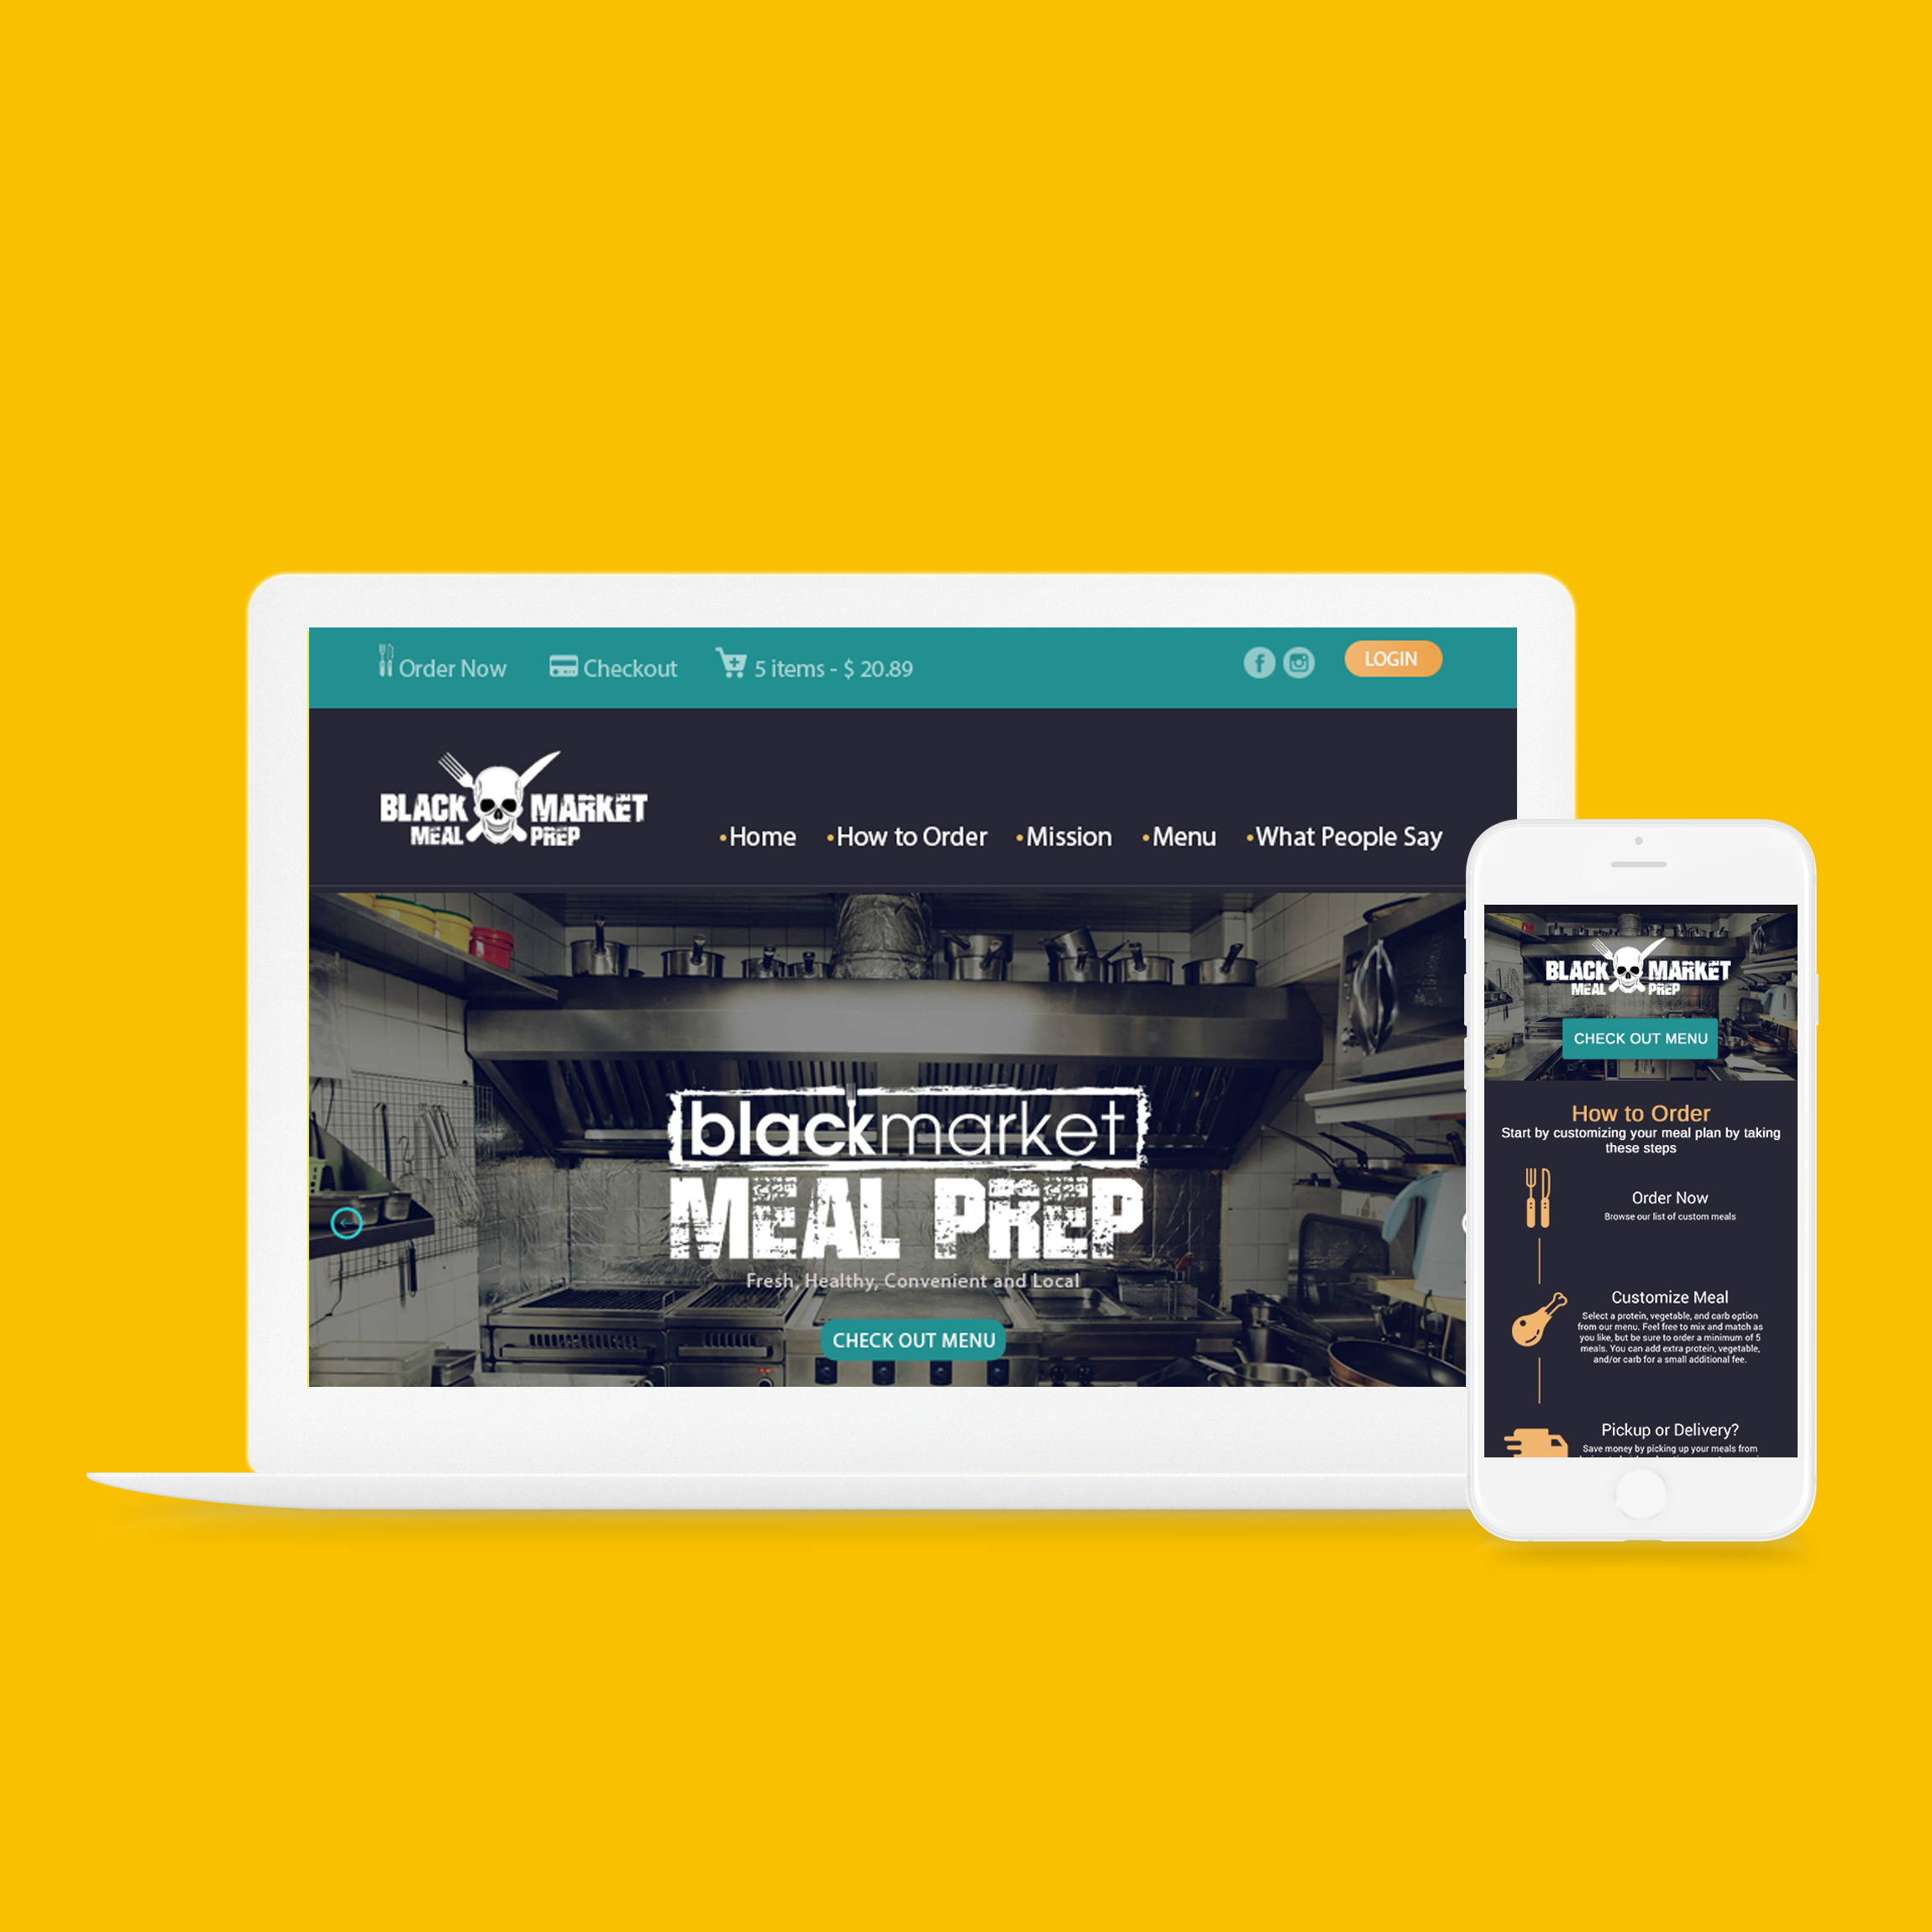 Order Now
Checkout
5 items - $ 20.89
LOGIN
BLACK MARKET
MEAL PREP
•Home •How to Order •Mission •Menu •What People Say
blackmarket
MEAL PREP
Fresh, Healthy, Convenient and Local
CHECK OUT MENU
BLACK MARKET
MEAL PREP
CHECK OUT MENU
How to Order
Start by customizing your meal plan by taking
these steps
Order Now
Browse our list of custom meals
Customize Meal
Select a protein, vegetable, and carb option
from our menu. Feel free to mix and match as
you like, but be sure to order a minimum of 5
meals. You can add extra protein, vegetable,
and/or carb for a small additional fee.
Pickup or Delivery?
Save money by picking up your meals from